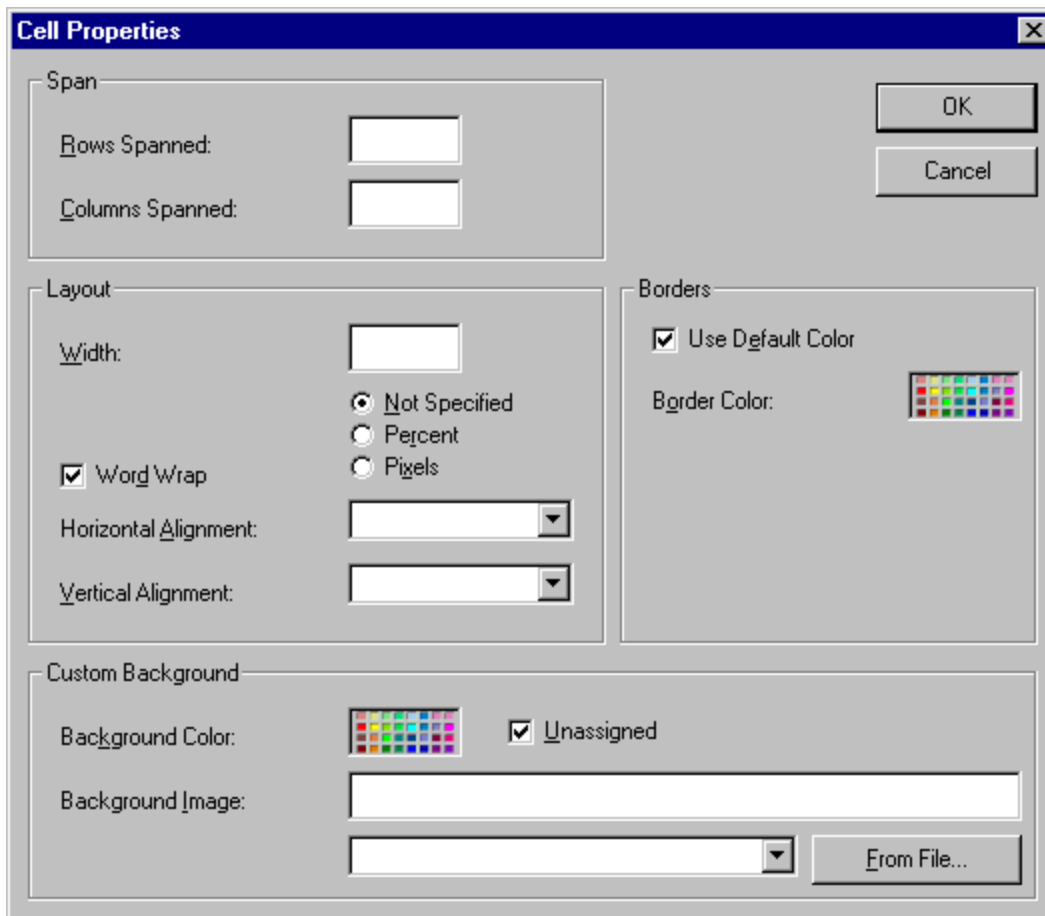 Cell Properties
Span
Rows Spanned:
Columns Spanned:
OK
Cancel
Layout
Width:
Not Specified
Percent
Pixels
Word Wrap
Horizontal Alignment:
Vertical Alignment:
Borders
Use Default Color
Border Color:
Custom Background
Background Color:
Unassigned
Background Image:
From File...